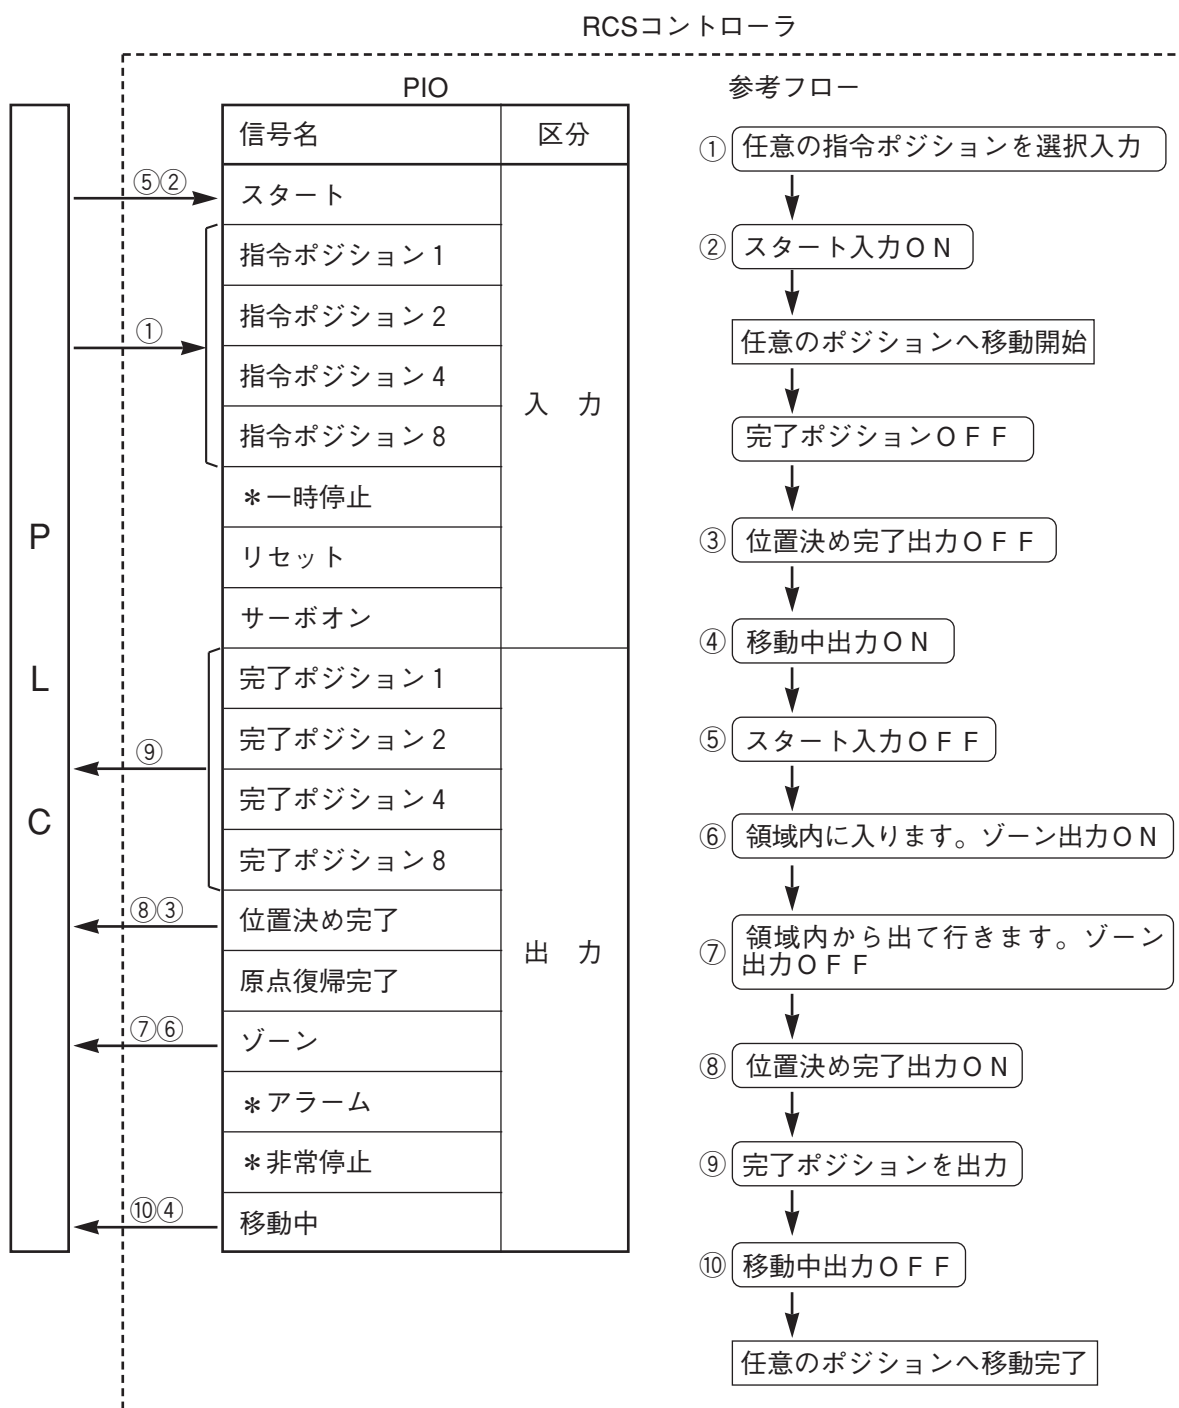 RCSコントローラ
PIO
信号名
区分
⑤②
スタート
指令ポジション1
指令ポジション2
①
指令ポジション4
指令ポジション8
入 力
＊一時停止
リセット
サーボオン
完了ポジション1
完了ポジション2
⑨
完了ポジション4
完了ポジション8
⑧③
位置決め完了
出 力
原点復帰完了
⑦⑥
ゾーン
＊アラーム
＊非常停止
⑩④
移動中
P
L
C
参考フロー
① 任意の指令ポジションを選択入力
② スタート入力ＯＮ
任意のポジションへ移動開始
完了ポジションＯＦＦ
③ 位置決め完了出力ＯＦＦ
④ 移動中出力ＯＮ
⑤ スタート入力ＯＦＦ
⑥ 領域内に入ります。ゾーン出力ＯＮ
⑦ 領域内から出て行きます。ゾーン
出力ＯＦＦ
⑧ 位置決め完了出力ＯＮ
⑨ 完了ポジションを出力
⑩ 移動中出力ＯＦＦ
任意のポジションへ移動完了